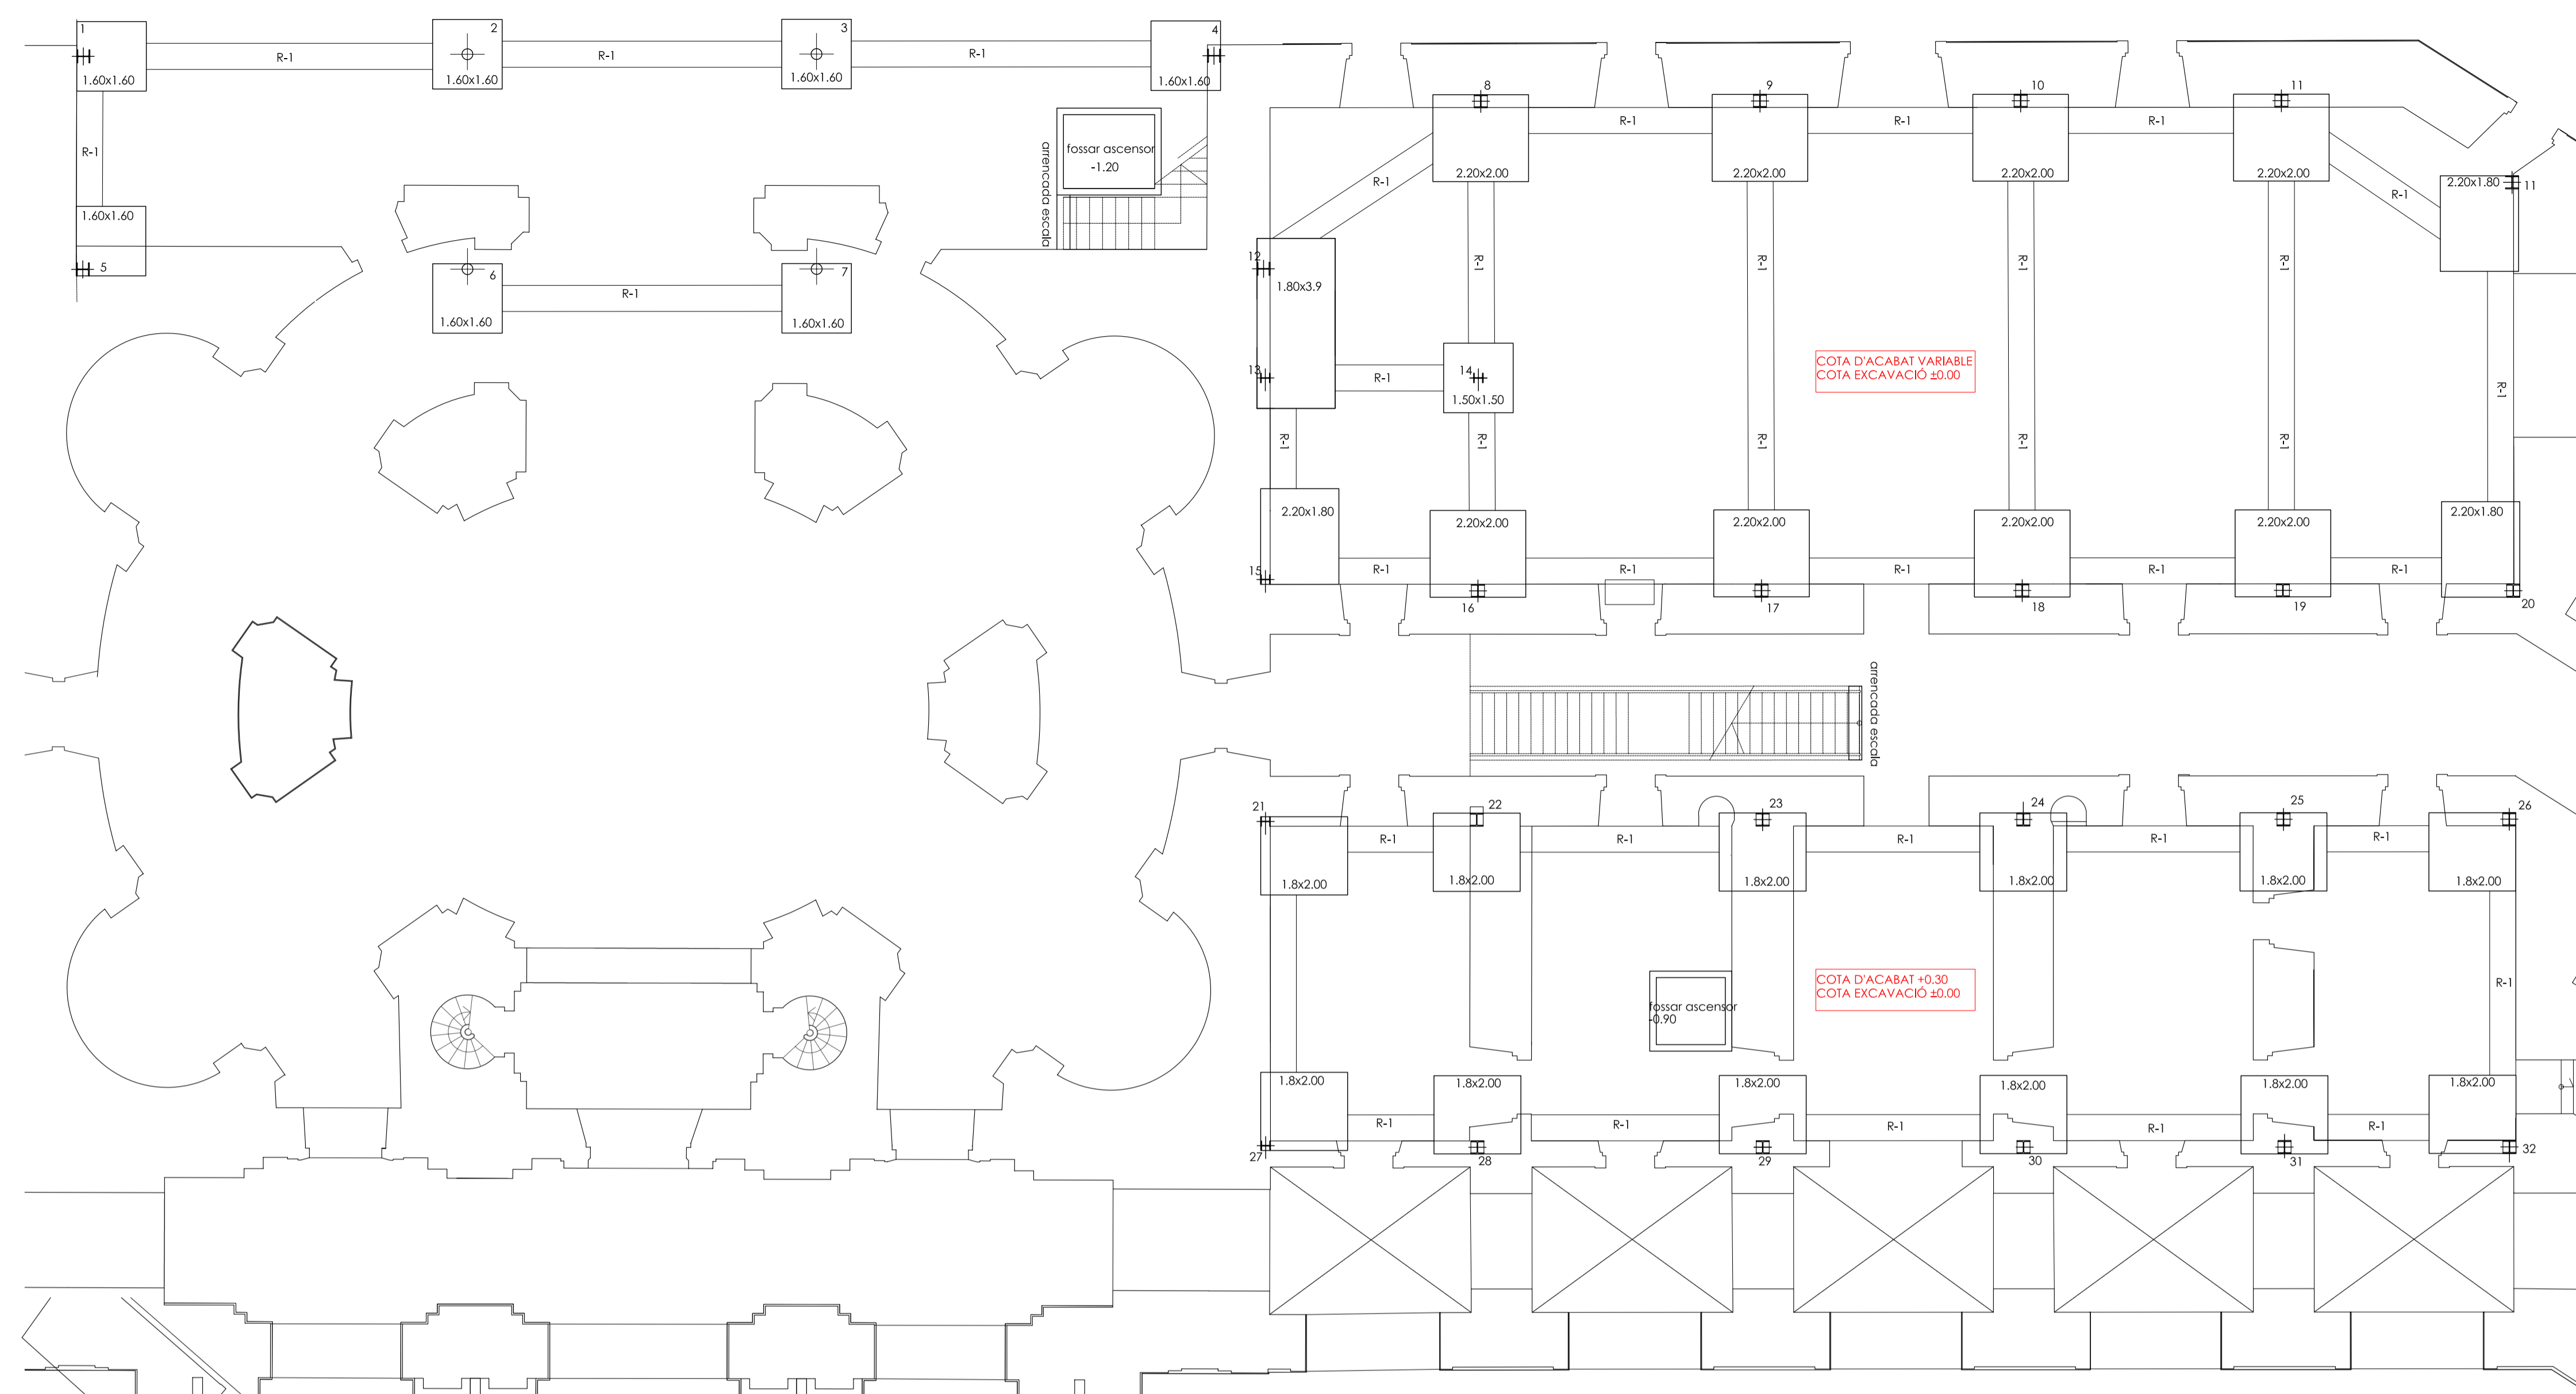 1
2
3
4
R-1
R-1
R-1
1.60x1.60
1.60x1.60
1.60x1.60
1.60x1.60
R-1
1.60x1.60
5
6
7
R-1
1.60x1.60
1.60x1.60
arrencada escala
fossar ascensor
-1.20
8
9
10
11
R-1
R-1
R-1
2.20x2.00
2.20x2.00
2.20x2.00
2.20x2.00
R-1
R-1
2.20x1.80
11
12
1.80x3.9
R-1
R-1
R-1
R-1
13
R-1
14
1.50x1.50
COTA D'ACABAT VARIABLE
COTA EXCAVACIÓ ±0.00
R-1
R-1
R-1
R-1
R-1
R-1
2.20x1.80
2.20x2.00
2.20x2.00
2.20x2.00
2.20x2.00
2.20x1.80
15
R-1
R-1
R-1
R-1
R-1
16
17
18
19
20
arrencada escala
21
22
23
24
25
26
R-1
R-1
R-1
R-1
R-1
1.8x2.00
1.8x2.00
1.8x2.00
1.8x2.00
1.8x2.00
1.8x2.00
fossar ascensor
-0.90
COTA D'ACABAT +0.30
COTA EXCAVACIÓ ±0.00
R-1
1.8x2.00
1.8x2.00
1.8x2.00
1.8x2.00
1.8x2.00
1.8x2.00
R-1
R-1
R-1
R-1
R-1
27
28
29
30
31
32